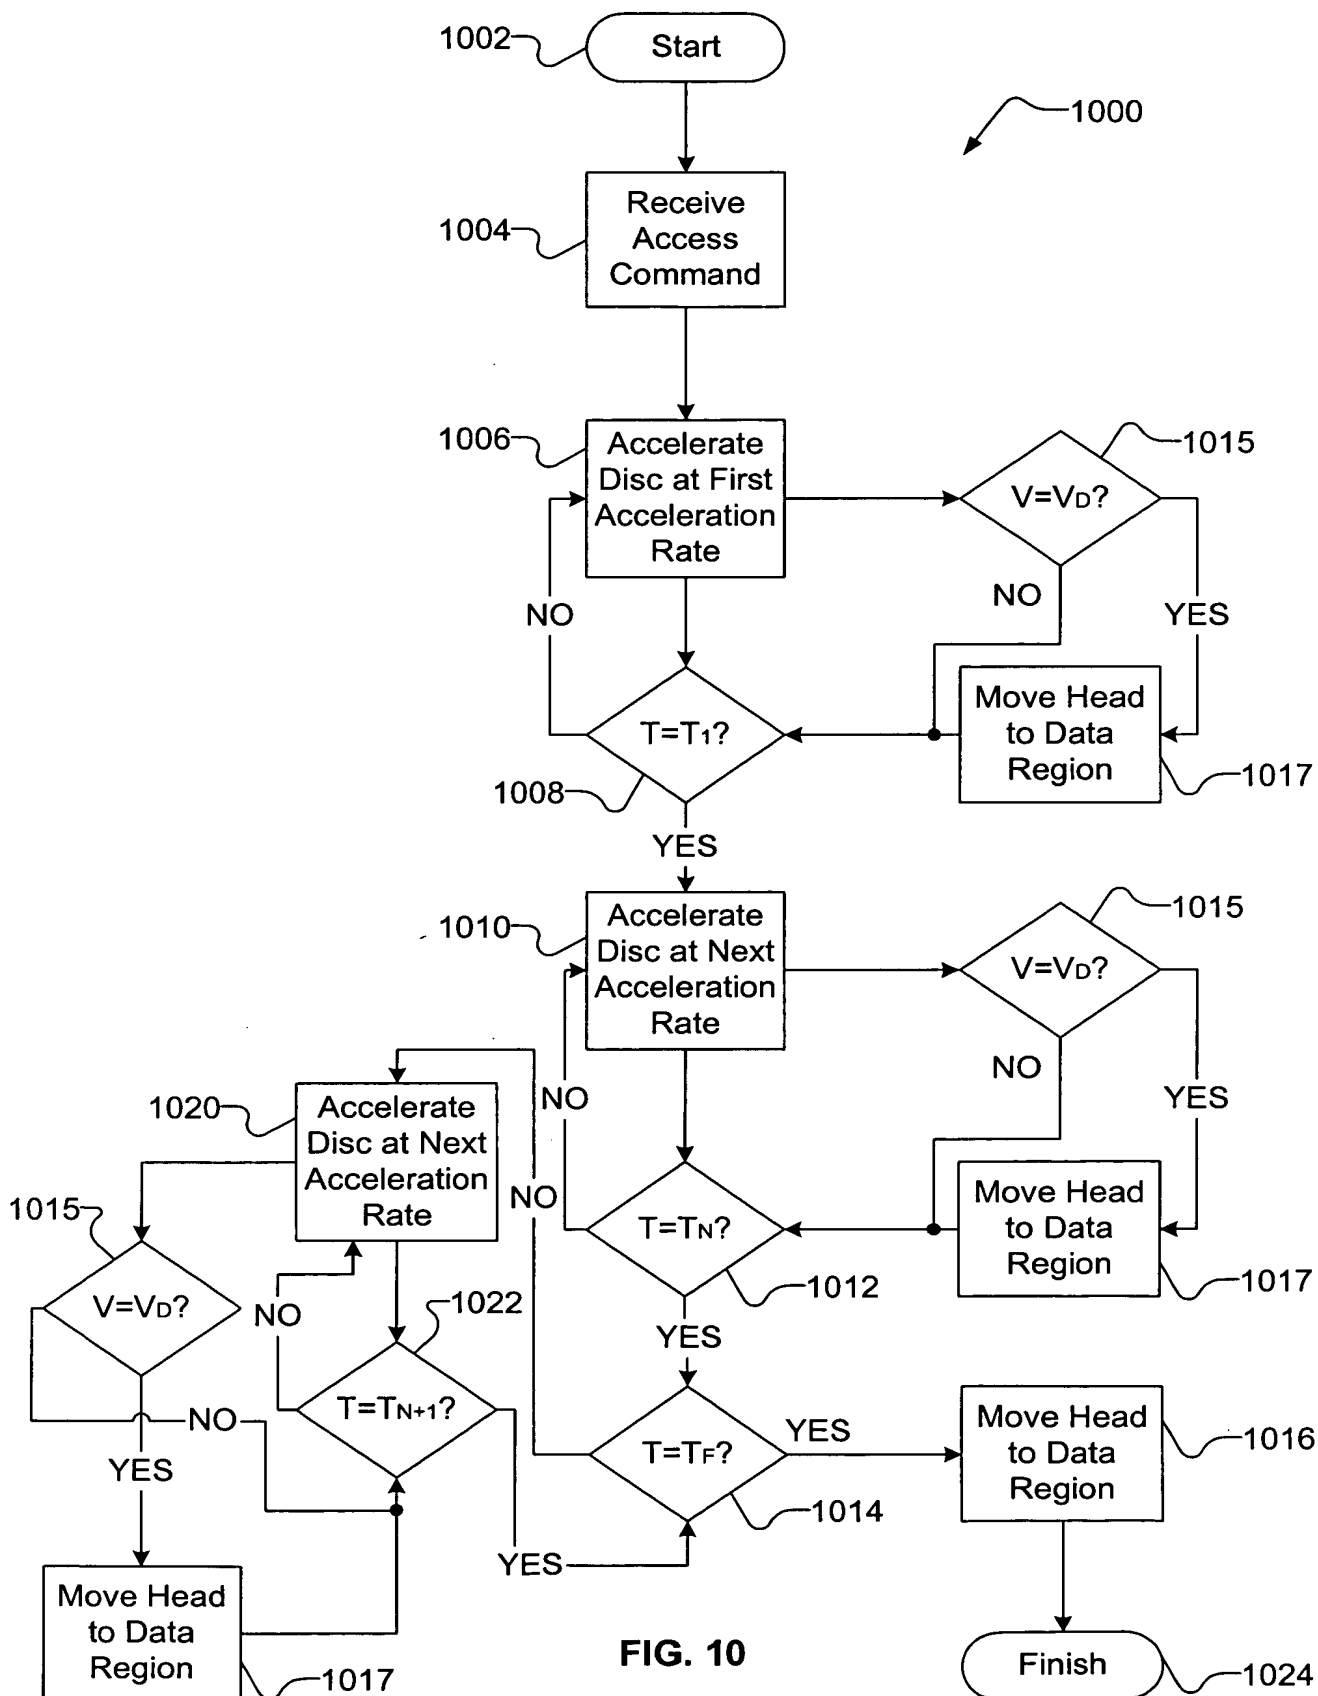 1002
Start
1000
1004
Receive
Access
Command
1006
Accelerate
Disc at First
Acceleration
Rate
V=VD?
1015
NO
NO
YES
T=T1?
1008
Move Head
to Data
Region
1017
YES
1010
Accelerate
Disc at Next
Acceleration
Rate
V=VD?
1015
NO
NO
YES
1020
Accelerate
Disc at Next
Acceleration
Rate
NO
T=TN?
1012
Move Head
to Data
Region
1017
1015
V=VD?
NO
1022
YES
T=TN+1?
NO
YES
T=TF?
YES
1014
Move Head
to Data
Region
1016
YES
Move Head
to Data
Region
1017
FIG. 10
Finish
1024